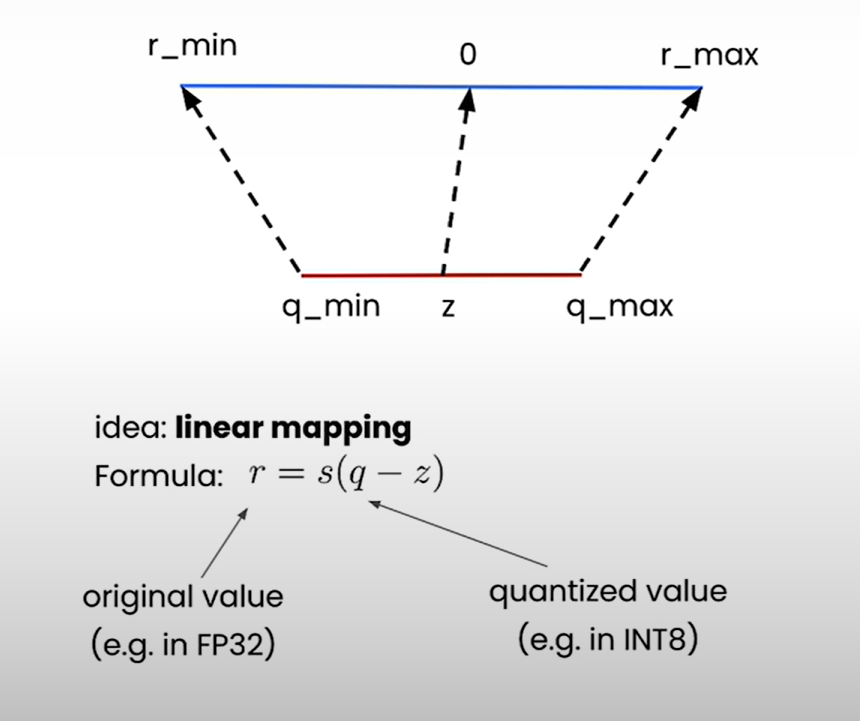 r_min 0 r_max
q_min z q_max
idea: linear mapping
Formula: r = s(q − z)
original value quantized value
(e.g. in FP32) (e.g. in INT8)